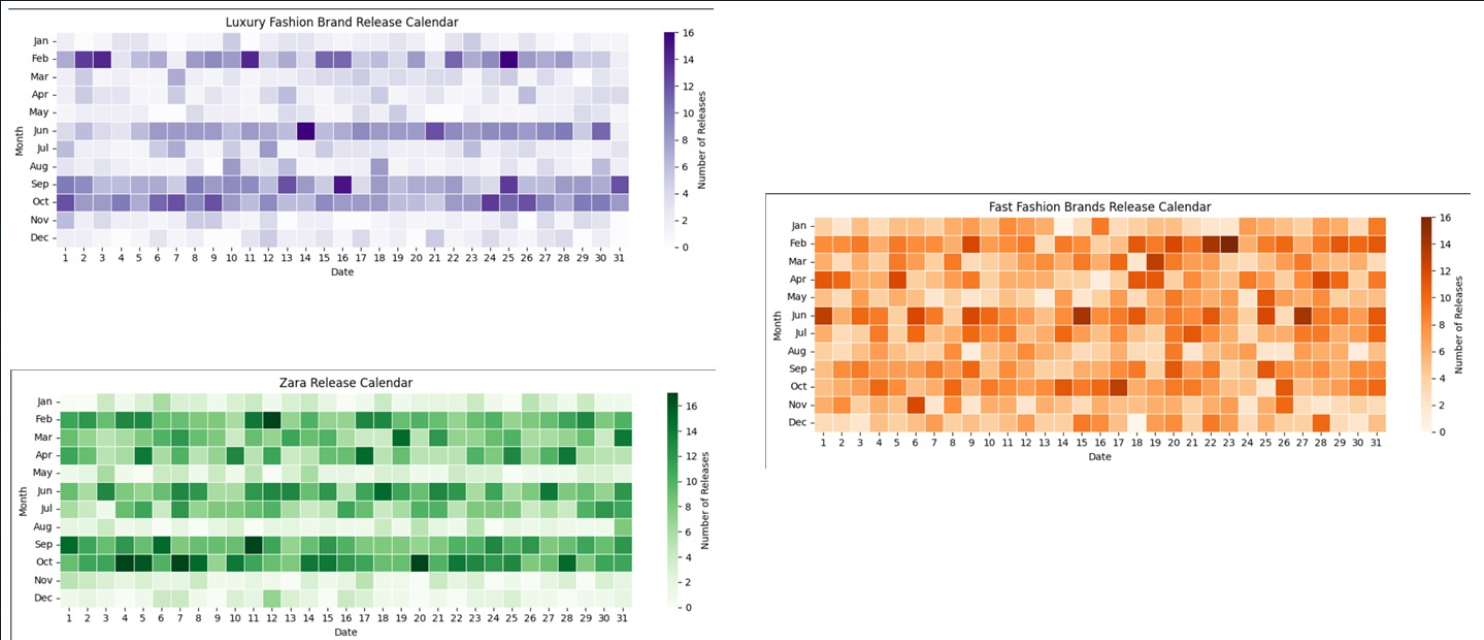 Luxury Fashion Brand Release Calendar
Month
Jan
Feb
Mar
Apr
May
Jun
Jul
Aug
Sep
Oct
Nov
Dec
1 2 3 4 5 6 7 8 9 10 11 12 13 14 15 16 17 18 19 20 21 22 23 24 25 26 27 28 29 30 31
Date
16
14
12
10
8
6
4
2
0
Number of Releases
Fast Fashion Brands Release Calendar
Month
Jan
Feb
Mar
Apr
May
Jun
Jul
Aug
Sep
Oct
Nov
Dec
1 2 3 4 5 6 7 8 9 10 11 12 13 14 15 16 17 18 19 20 21 22 23 24 25 26 27 28 29 30 31
Date
16
14
12
10
8
6
4
2
0
Number of Releases
Zara Release Calendar
Month
Jan
Feb
Mar
Apr
May
Jun
Jul
Aug
Sep
Oct
Nov
Dec
1 2 3 4 5 6 7 8 9 10 11 12 13 14 15 16 17 18 19 20 21 22 23 24 25 26 27 28 29 30 31
Date
16
14
12
10
8
6
4
2
0
Number of Releases